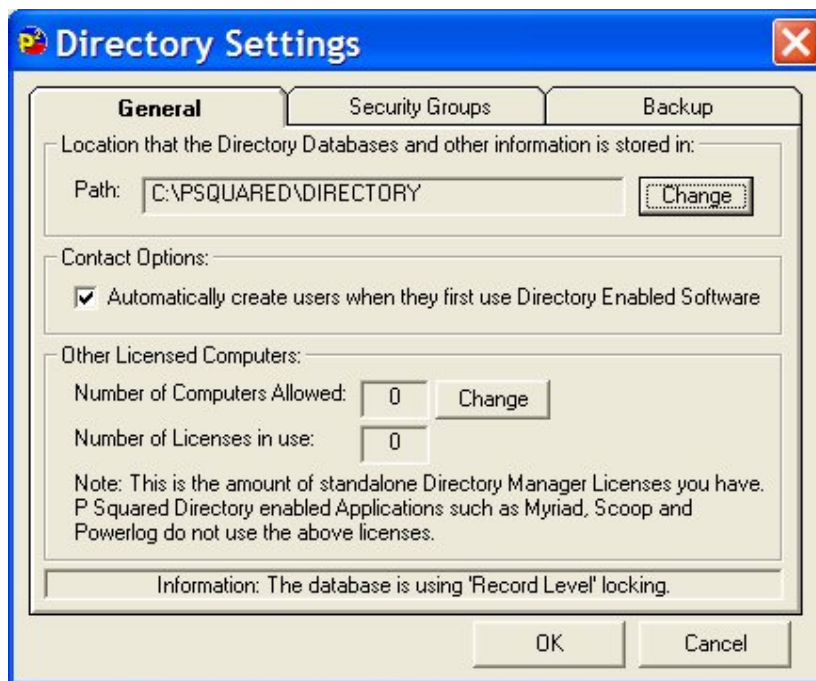 P²
Directory Settings
General
Security Groups
Backup
Location that the Directory Databases and other information is stored in:
Path:
C:\PSQUARED\DIRECTORY
Change
Contact Options:
Automatically create users when they first use Directory Enabled Software
Other Licensed Computers:
Number of Computers Allowed:
0
Change
Number of Licenses in use:
0
Note: This is the amount of standalone Directory Manager Licenses you have.
P Squared Directory enabled Applications such as Myriad, Scoop and
Powerlog do not use the above licenses.
Information: The database is using 'Record Level' locking.
OK
Cancel